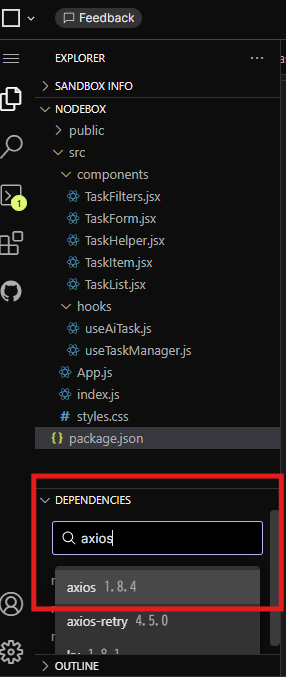 Feedback
EXPLORER
SANDBOX INFO
NODEBOX
public
src
components
TaskFilters.jsx
TaskForm.jsx
TaskHelper.jsx
TaskItem.jsx
TaskList.jsx
hooks
useAiTask.js
useTaskManager.js
App.js
index.js
styles.css
{} package.json
1
DEPENDENCIES
axios
axios 1.8.4
axios-retry 4.5.0
OUTLINE